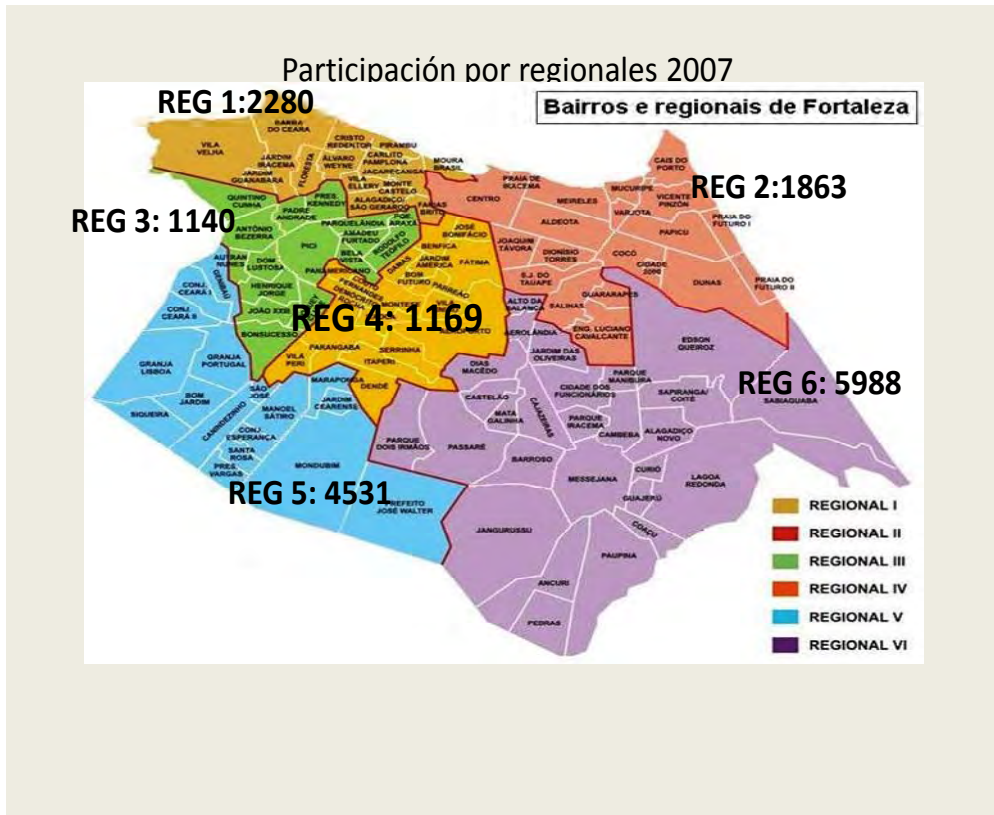 Participación por regionales 2007
Bairros e regionais de Fortaleza
REG 1:2280
REG 2:1863
REG 3: 1140
REG 4: 1169
REG 5: 4531
REG 6: 5988
BARRA
DO CEARÁ
VILA
VELHA
JARDIM
IRACEMA
JARDIM
GUANABARA
FLORESTA
CRISTO
REDENTOR
PIRAMBU
ÁLVARO
WEYNE
CARLITO
PAMPLONA
JACARECANGA
VILA
ELLERY
MONTE
CASTELO
MOURA
BRASIL
ALAGADIÇO/
SÃO GERARDO
FARIAS
BRITO
QUINTINO
CUNHA
PADRE
ANDRADE
PRES.
KENNEDY
PARQUELÂNDIA
AMADEU
FURTADO
RODOLFO
TEÓFILO
ANTÔNIO
BEZERRA
PICI
BELA
VISTA
AUTRAN
NUNES
DOM
LUSTOSA
PANAMERICANO
HENRIQUE
JORGE
JOÃO XXIII
BONSUCESSO
CENTRO
PRAIA DE
IRACEMA
MEIRELES
ALDEOTA
MUCURIPE
VARJOTA
CAIS DO
PORTO
VICENTE
PINZÓN
PAPICU
PRAIA DO
FUTURO I
PRAIA DO
FUTURO II
JOAQUIM
TÁVORA
DIONÍSIO
TORRES
COCÓ
CIDADE
2000
DUNAS
S.J. DO
TAUAPE
SALINAS
GUARARAPES
ENG. LUCIANO
CAVALCANTE
JOSÉ
BONIFÁCIO
BENFICA
FÁTIMA
JARDIM
AMÉRICA
DAMAS
BOM
FUTURO
PARREÃO
PARANGABA
SERRINHA
ITAPERI
VILA
PERI
DENDÊ
GENIBAÚ
CONJ.
CEARÁ I
CONJ.
CEARÁ II
GRANJA
LISBOA
GRANJA
PORTUGAL
BOM
JARDIM
SIQUEIRA
CANINDEZINHO
SÃO
JOSÉ
MARAPONGA
JARDIM
CEARENSE
MANOEL
SÁTIRO
CONJ.
ESPERANÇA
SANTA
ROSA
PRES.
VARGAS
MONDUBIM
PREFEITO
JOSÉ WALTER
ALTO DA
BALANÇA
AEROLÂNDIA
JARDIM DAS
OLIVEIRAS
DIAS
MACÊDO
EDSON
QUEIROZ
PARQUE
MANIBURA
CIDADE DOS
FUNCIONÁRIOS
SAPIRANGA/
COITÉ
SABIAGUABA
CASTELÃO
MATA
GALINHA
CAJAZEIRAS
PARQUE
IRACEMA
CAMBEBA
ALAGADIÇO
NOVO
PARQUE
DOIS IRMÃOS
PASSARÉ
BARROSO
MESSEJANA
CURIÓ
GUAJERÚ
LAGOA
REDONDA
COAÇU
JANGURUSSU
PAUPINA
ANCURI
PEDRAS
REGIONAL I
REGIONAL II
REGIONAL III
REGIONAL IV
REGIONAL V
REGIONAL VI